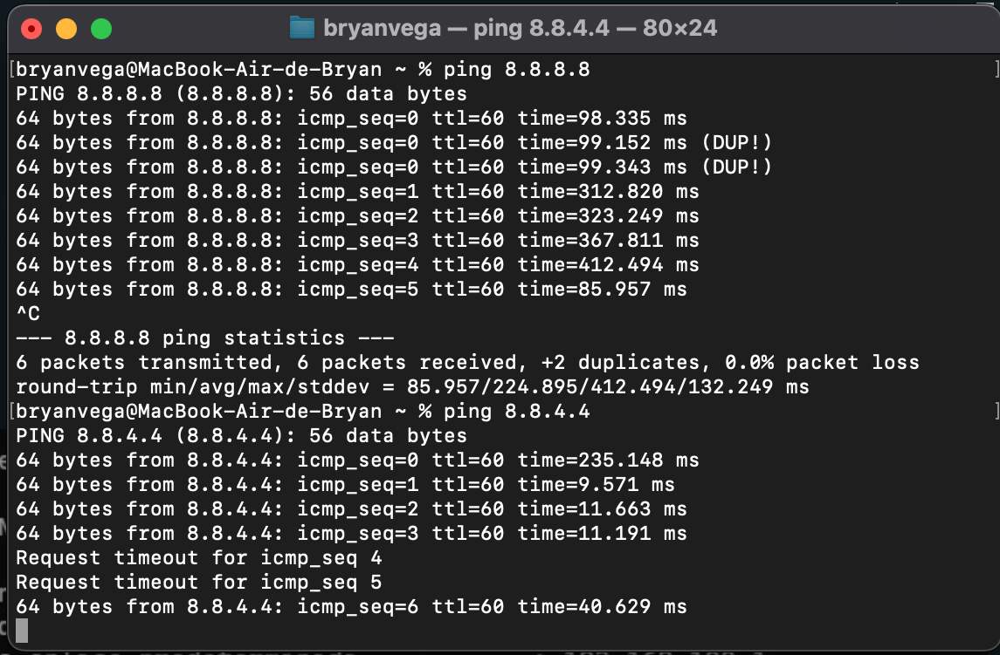 bryanvega — ping 8.8.4.4 — 80×24
[bryanvega@MacBook-Air-de-Bryan ~ % ping 8.8.8.8 ]
PING 8.8.8.8 (8.8.8.8): 56 data bytes
64 bytes from 8.8.8.8: icmp_seq=0 ttl=60 time=98.335 ms
64 bytes from 8.8.8.8: icmp_seq=0 ttl=60 time=99.152 ms (DUP!)
64 bytes from 8.8.8.8: icmp_seq=0 ttl=60 time=99.343 ms (DUP!)
64 bytes from 8.8.8.8: icmp_seq=1 ttl=60 time=312.820 ms
64 bytes from 8.8.8.8: icmp_seq=2 ttl=60 time=323.249 ms
64 bytes from 8.8.8.8: icmp_seq=3 ttl=60 time=367.811 ms
64 bytes from 8.8.8.8: icmp_seq=4 ttl=60 time=412.494 ms
64 bytes from 8.8.8.8: icmp_seq=5 ttl=60 time=85.957 ms
^C
--- 8.8.8.8 ping statistics ---
6 packets transmitted, 6 packets received, +2 duplicates, 0.0% packet loss
round-trip min/avg/max/stddev = 85.957/224.895/412.494/132.249 ms
[bryanvega@MacBook-Air-de-Bryan ~ % ping 8.8.4.4 ]
PING 8.8.4.4 (8.8.4.4): 56 data bytes
64 bytes from 8.8.4.4: icmp_seq=0 ttl=60 time=235.148 ms
64 bytes from 8.8.4.4: icmp_seq=1 ttl=60 time=9.571 ms
64 bytes from 8.8.4.4: icmp_seq=2 ttl=60 time=11.663 ms
64 bytes from 8.8.4.4: icmp_seq=3 ttl=60 time=11.191 ms
Request timeout for icmp_seq 4
Request timeout for icmp_seq 5
64 bytes from 8.8.4.4: icmp_seq=6 ttl=60 time=40.629 ms